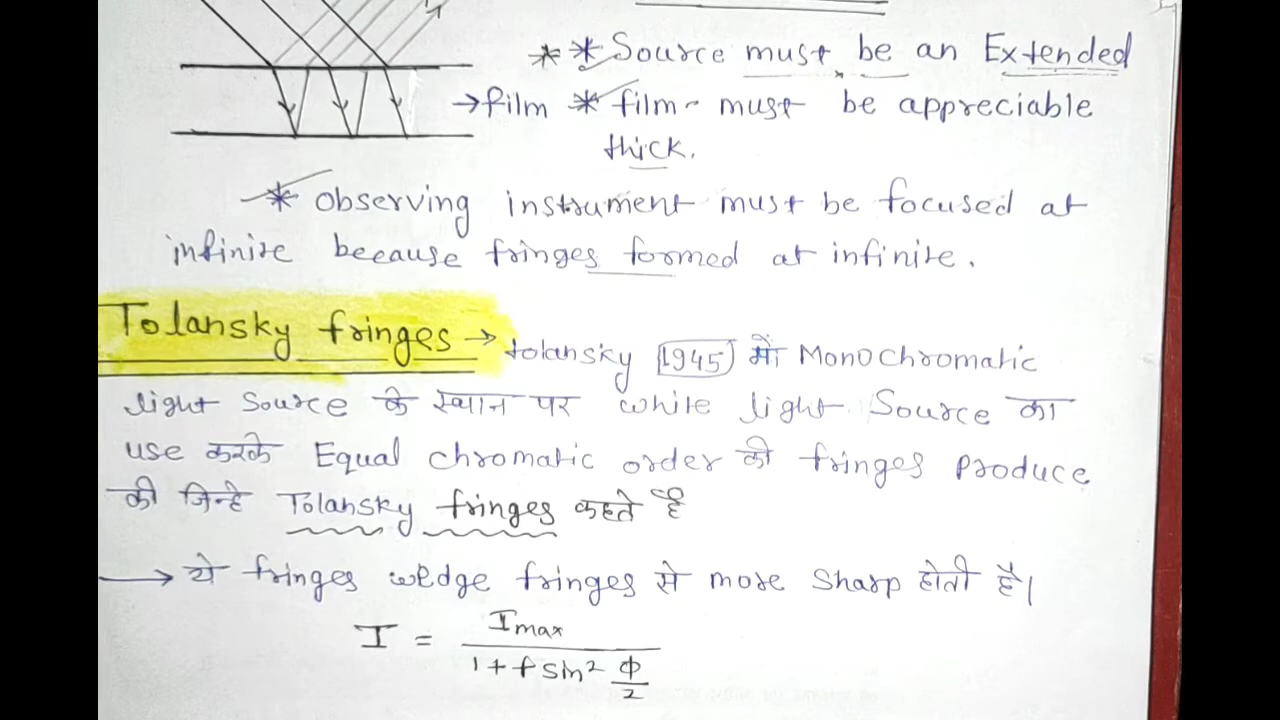 ** Source must be an Extended
→film * film - must be appreciable
thick.
* Observing instrument must be focused at
infinite because fringes formed at infinite.
Tolansky fringes → tolansky 1945 में Monochromatic
light source के स्थान पर while light Source का
use करके Equal chromatic order की fringes produce
की जिन्हे Tolansky fringes कहते है
→ ये fringes wedge fringes से more sharp होती है।
I = Imax / 1 + f sin² Φ/2